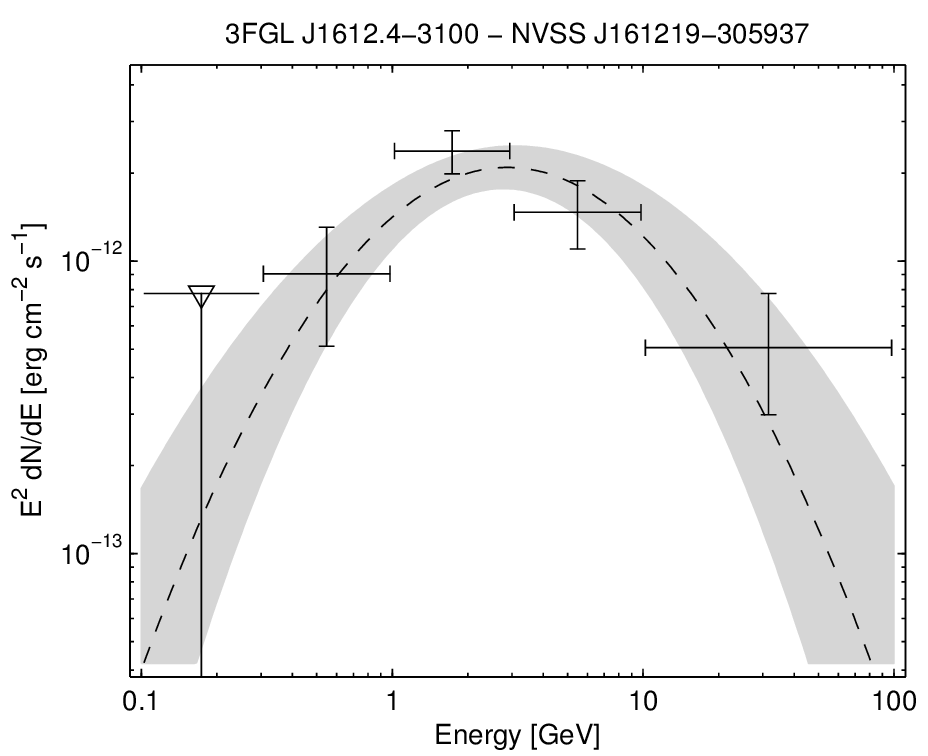 3FGL J1612.4−3100 − NVSS J161219−305937
E² dN/dE [erg cm⁻² s⁻¹]
10⁻¹²
10⁻¹³
0.1 1 10 100
Energy [GeV]